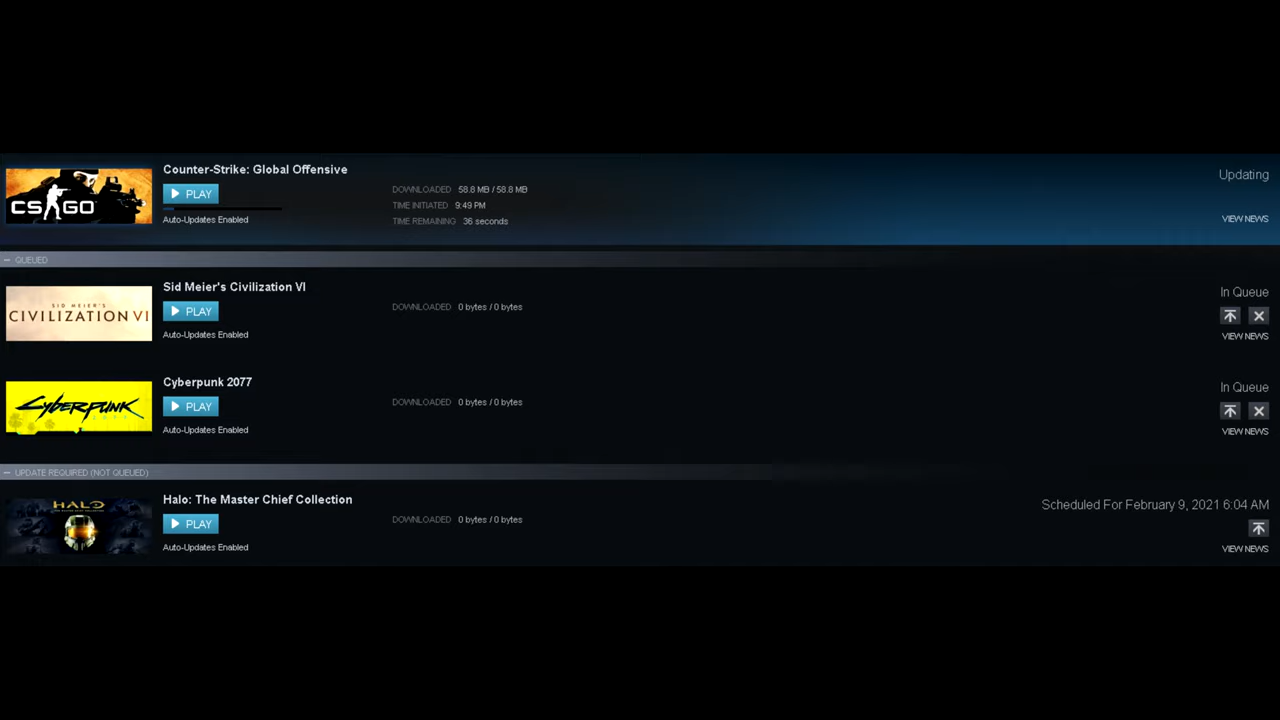 Counter-Strike: Global Offensive
Updating
CS GO
PLAY
DOWNLOADED 58.8 MB / 58.8 MB
TIME INITIATED 9:49 PM
Auto-Updates Enabled
TIME REMAINING 36 seconds
VIEW NEWS
QUEUED
Sid Meier's Civilization VI
In Queue
SID MEIER'S
CIVILIZATION VI
PLAY
DOWNLOADED 0 bytes / 0 bytes
Auto-Updates Enabled
VIEW NEWS
Cyberpunk 2077
In Queue
Cyberpunk
PLAY
DOWNLOADED 0 bytes / 0 bytes
Auto-Updates Enabled
VIEW NEWS
UPDATE REQUIRED (NOT QUEUED)
Halo: The Master Chief Collection
Scheduled For February 9, 2021 6:04 AM
HALO
PLAY
DOWNLOADED 0 bytes / 0 bytes
Auto-Updates Enabled
VIEW NEWS